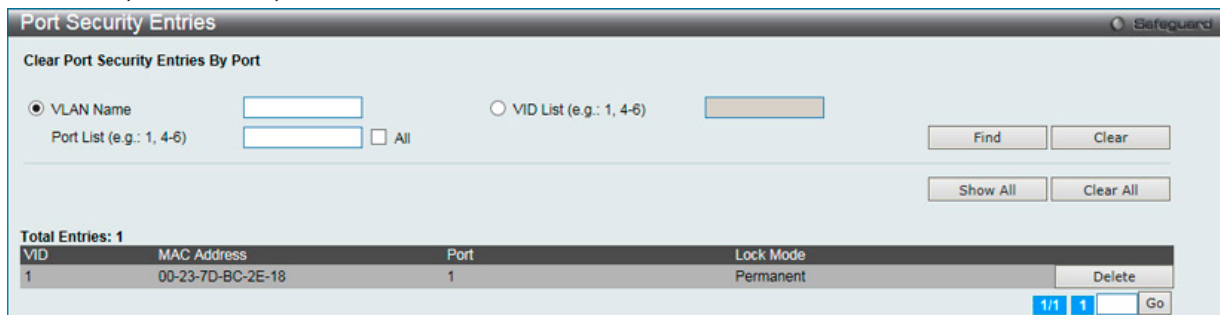 Port Security Entries
Safeguard
Clear Port Security Entries By Port
VLAN Name
VID List (e.g.: 1, 4-6)
Port List (e.g.: 1, 4-6)
All
Find
Clear
Show All
Clear All
Total Entries: 1
VID MAC Address Port Lock Mode
1 00-23-7D-BC-2E-18 1 Permanent Delete
1/1 1 Go